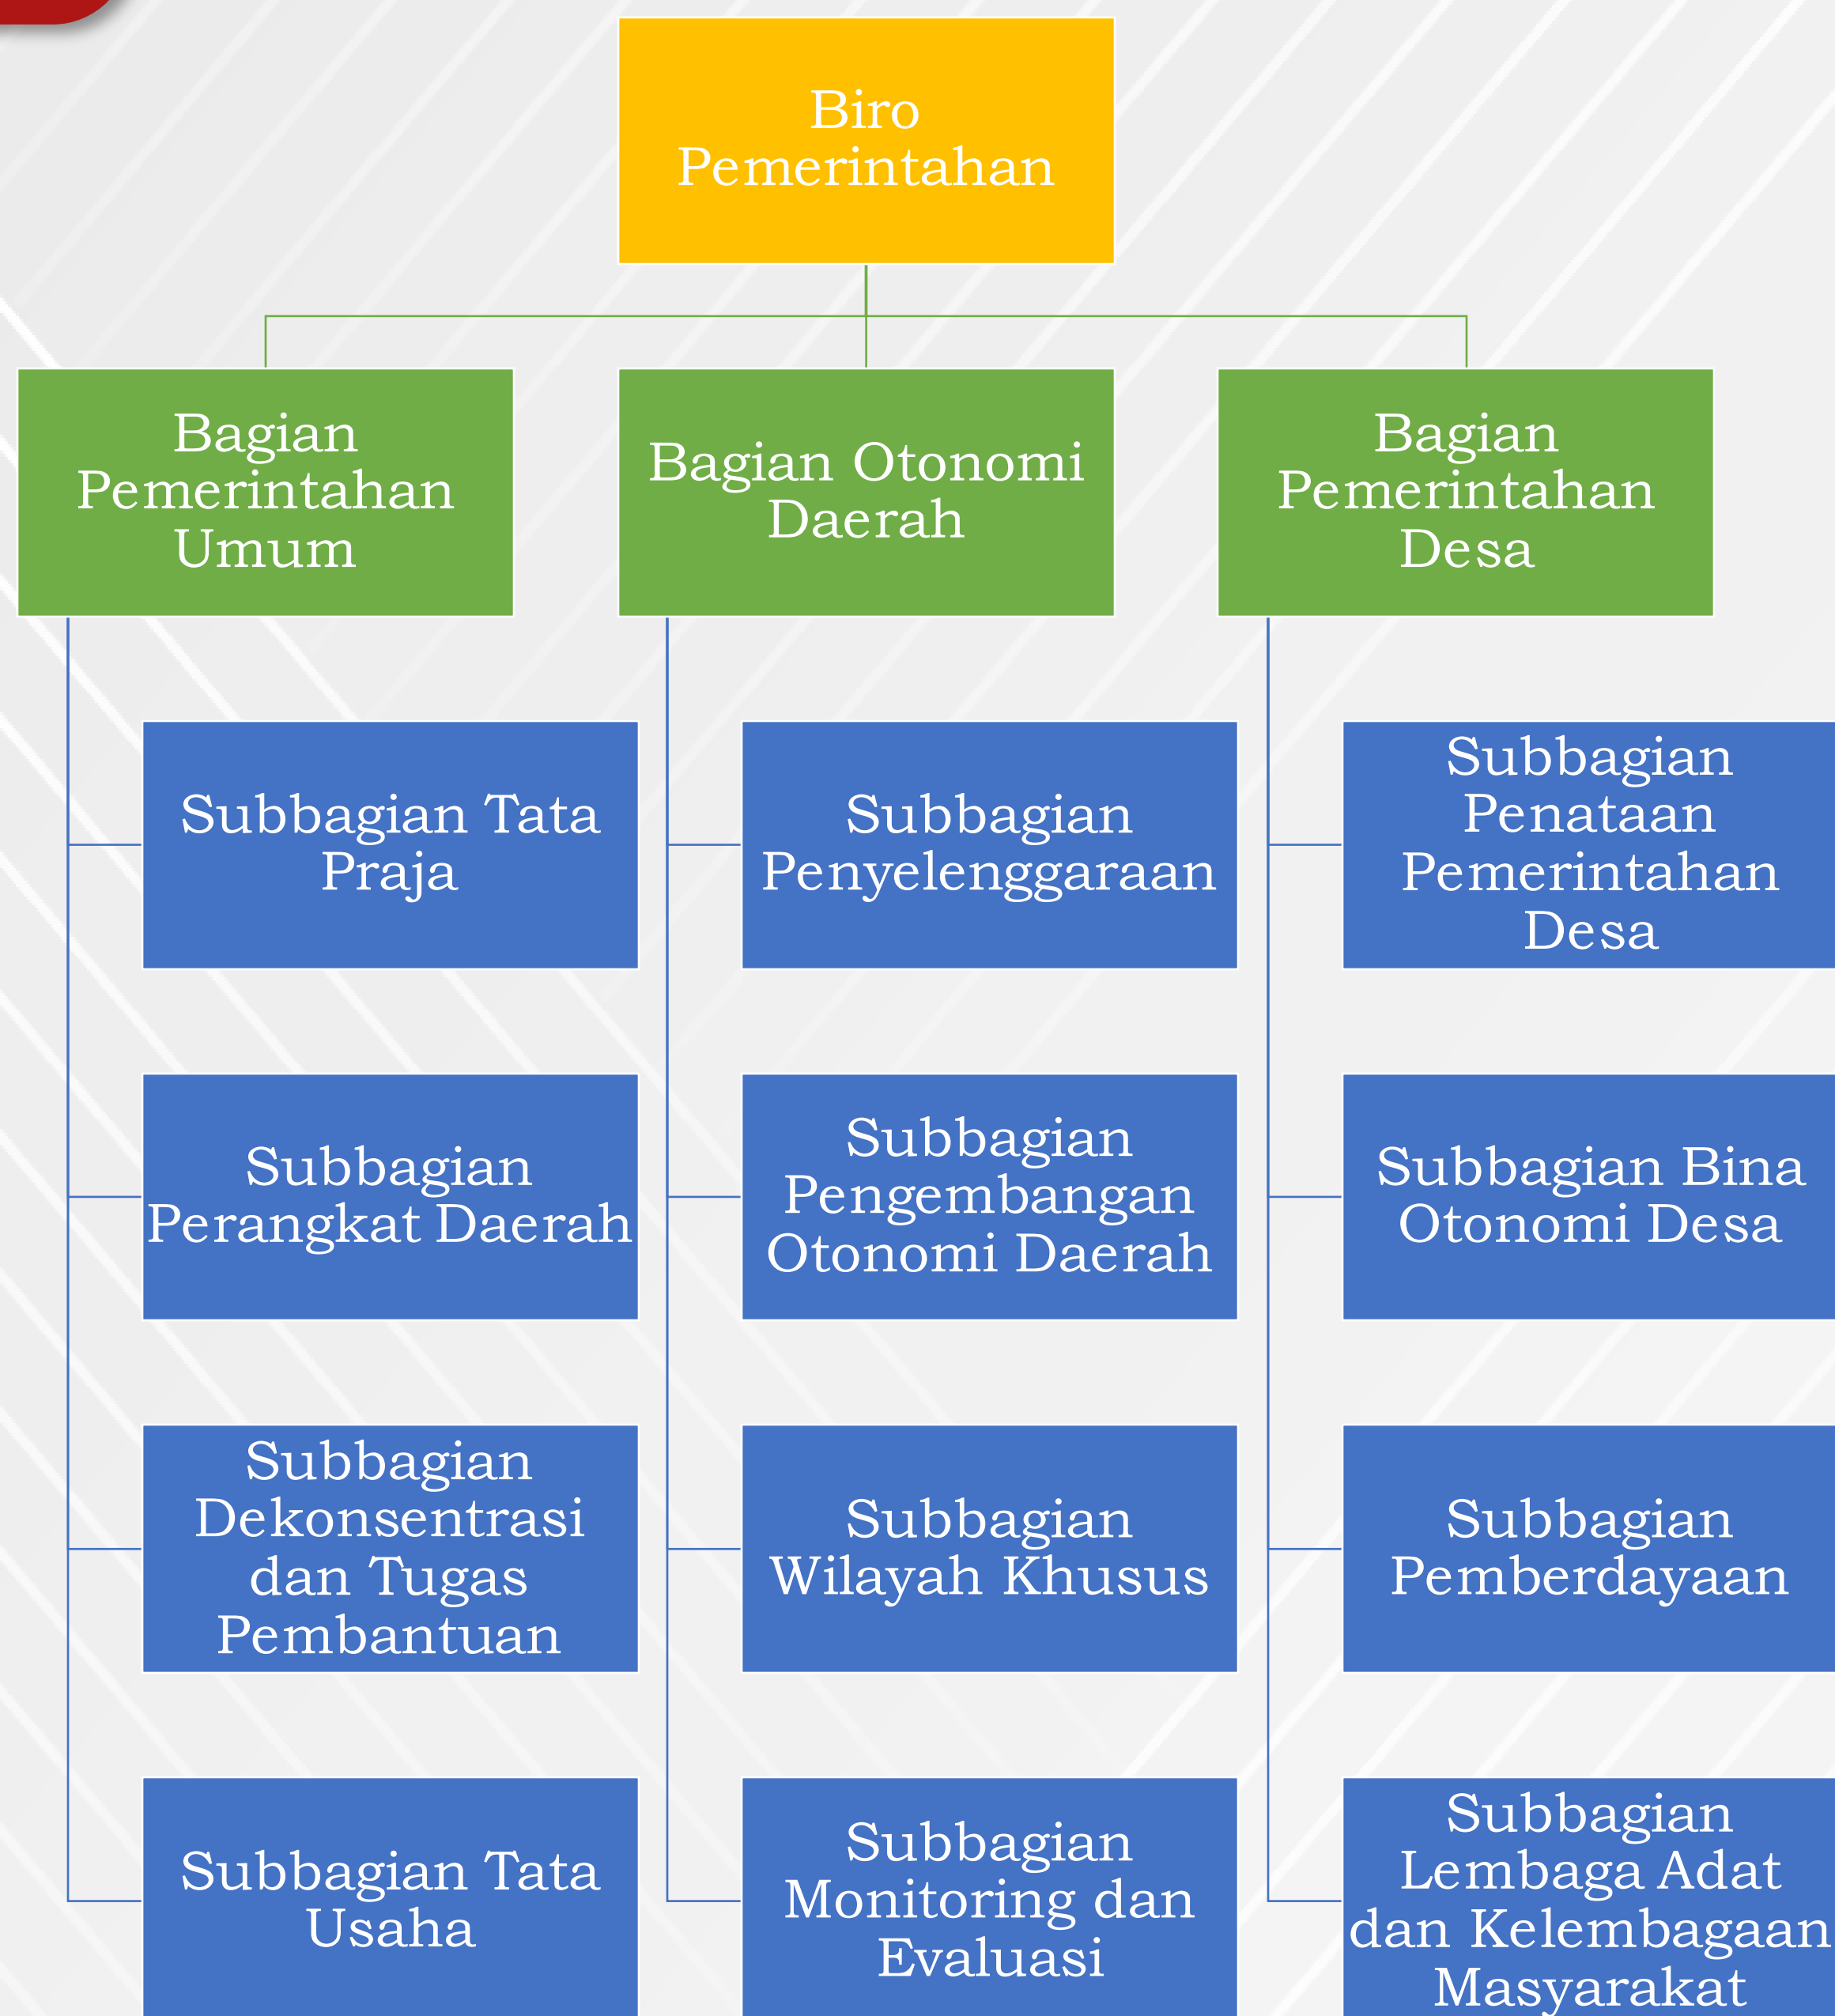 Biro
Pemerintahan
Bagian
Pemerintahan
Umum
Bagian Otonomi
Daerah
Bagian
Pemerintahan
Desa
Subbagian Tata
Praja
Subbagian
Perangkat Daerah
Subbagian
Dekonsentrasi
dan Tugas
Pembantuan
Subbagian Tata
Usaha
Subbagian
Penyelenggaraan
Subbagian
Pengembangan
Otonomi Daerah
Subbagian
Wilayah Khusus
Subbagian
Monitoring dan
Evaluasi
Subbagian
Penataan
Pemerintahan
Desa
Subbagian Bina
Otonomi Desa
Subbagian
Pemberdayaan
Subbagian
Lembaga Adat
dan Kelembagaan
Masyarakat